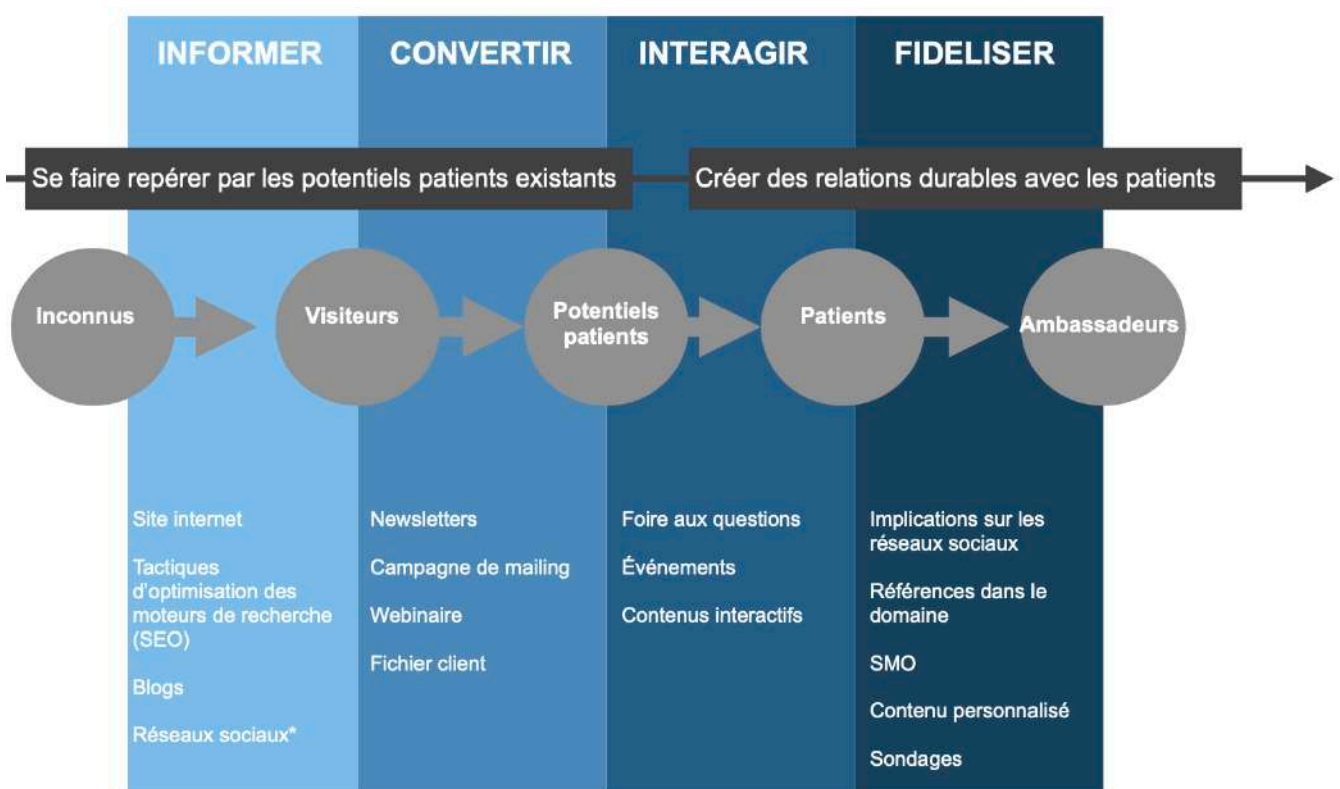 INFORMER
CONVERTIR
INTERAGIR
FIDELISER
Se faire repérer par les potentiels patients existants
Créer des relations durables avec les patients
Inconnus
Visiteurs
Potentiels
patients
Patients
Ambassadeurs
Site internet
Tactiques
d'optimisation des
moteurs de recherche
(SEO)
Blogs
Réseaux sociaux*
Newsletters
Campagne de mailing
Webinaire
Fichier client
Foire aux questions
Événements
Contenus interactifs
Implications sur les
réseaux sociaux
Références dans le
domaine
SMO
Contenu personnalisé
Sondages